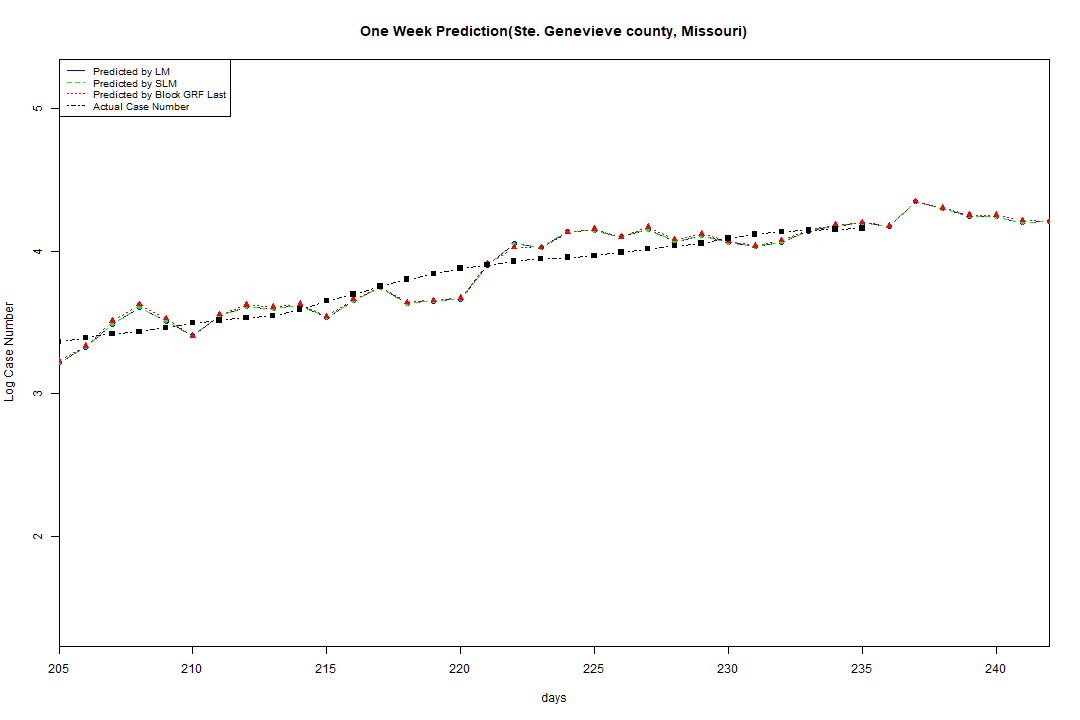 One Week Prediction(Ste. Genevieve county, Missouri)
Predicted by LM
Predicted by SLM
Predicted by Block GRF Last
Actual Case Number
5
4
3
2
Log Case Number
205 210 215 220 225 230 235 240
days